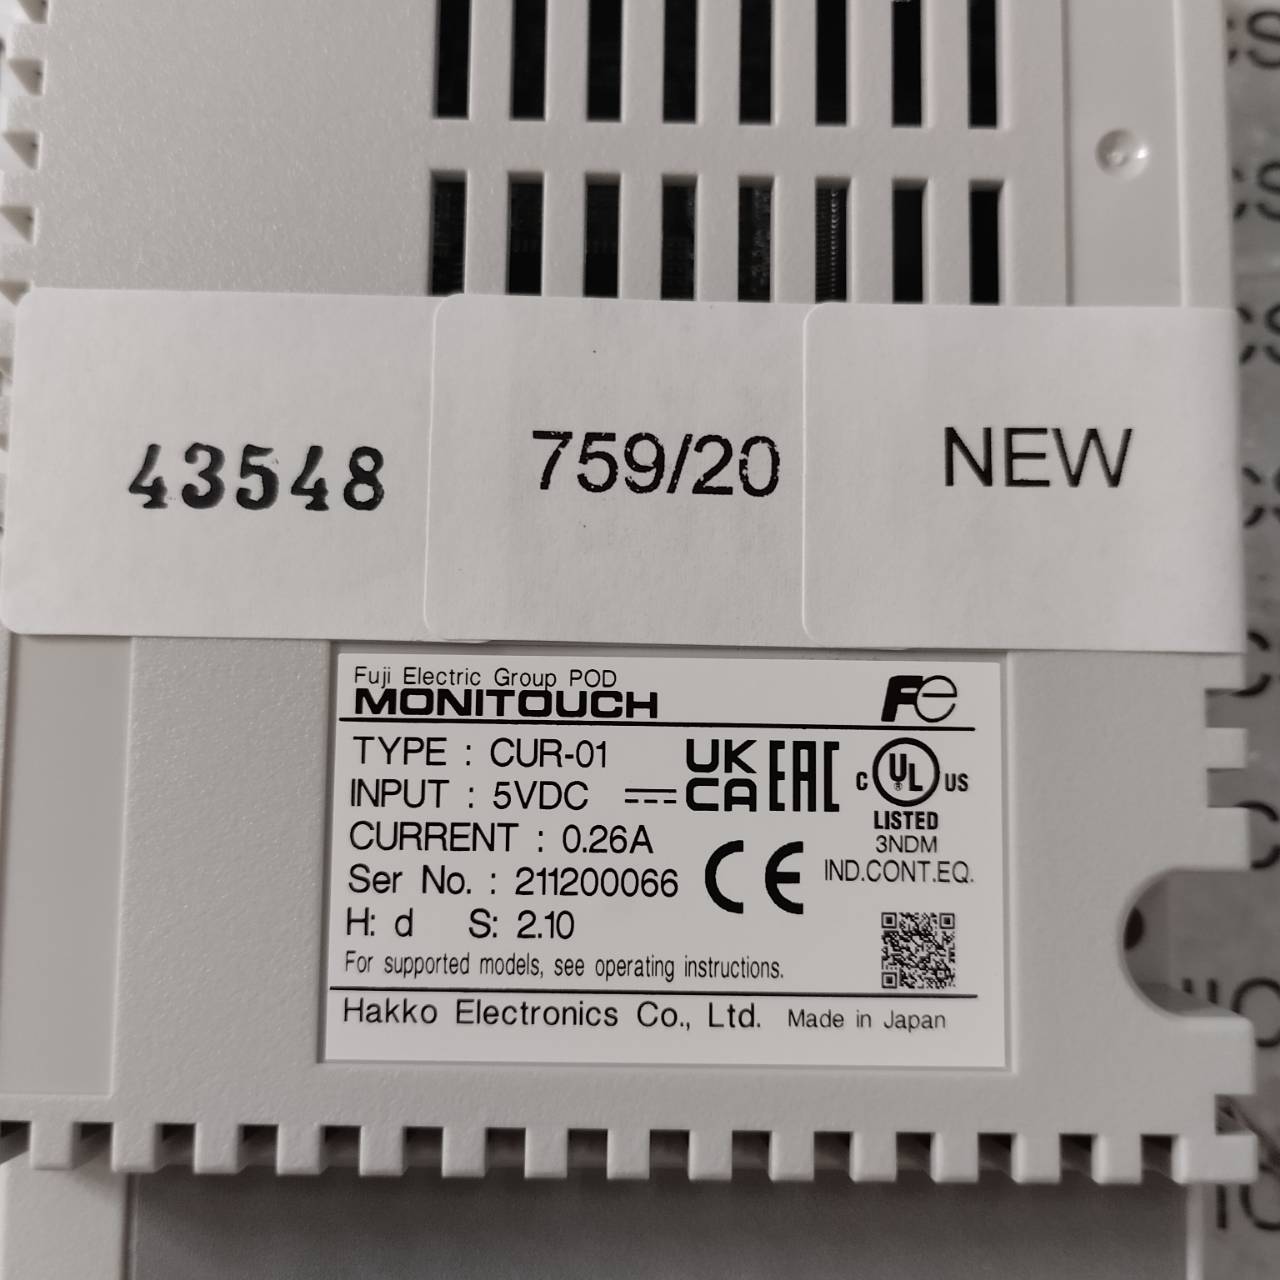 43548
759/20
NEW
Fuji Electric Group POD
MONITOUCH
Fe
TYPE : CUR-01
INPUT : 5VDC
CURRENT : 0.26A
Ser No. : 211200066
H: d S: 2.10
For supported models, see operating instructions.
UK
CA
EAC
CE
C UL US
®
LISTED
3NDM
IND.CONT.EQ.
Hakko Electronics Co., Ltd. Made in Japan